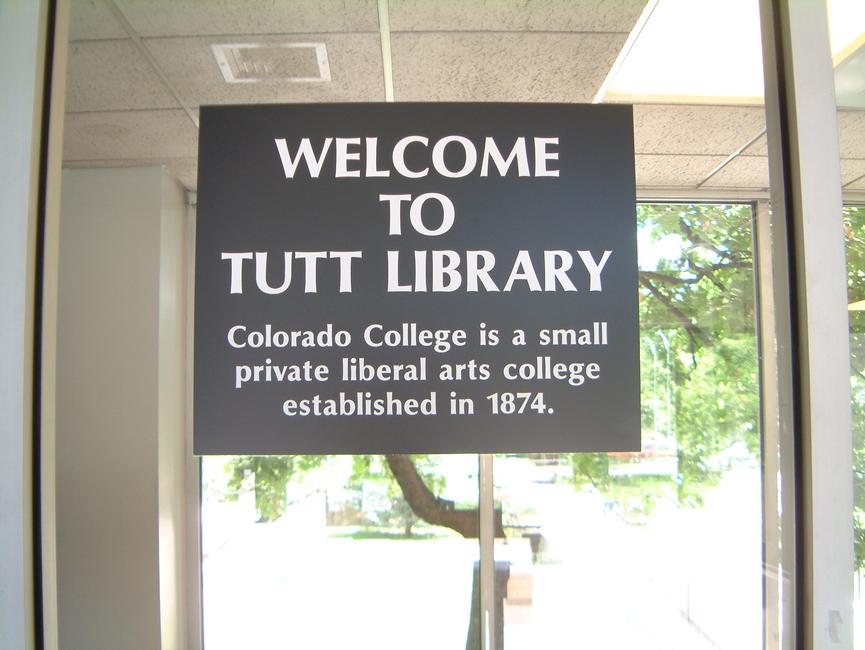 WELCOME
TO
TUTT LIBRARY
Colorado College is a small
private liberal arts college
established in 1874.